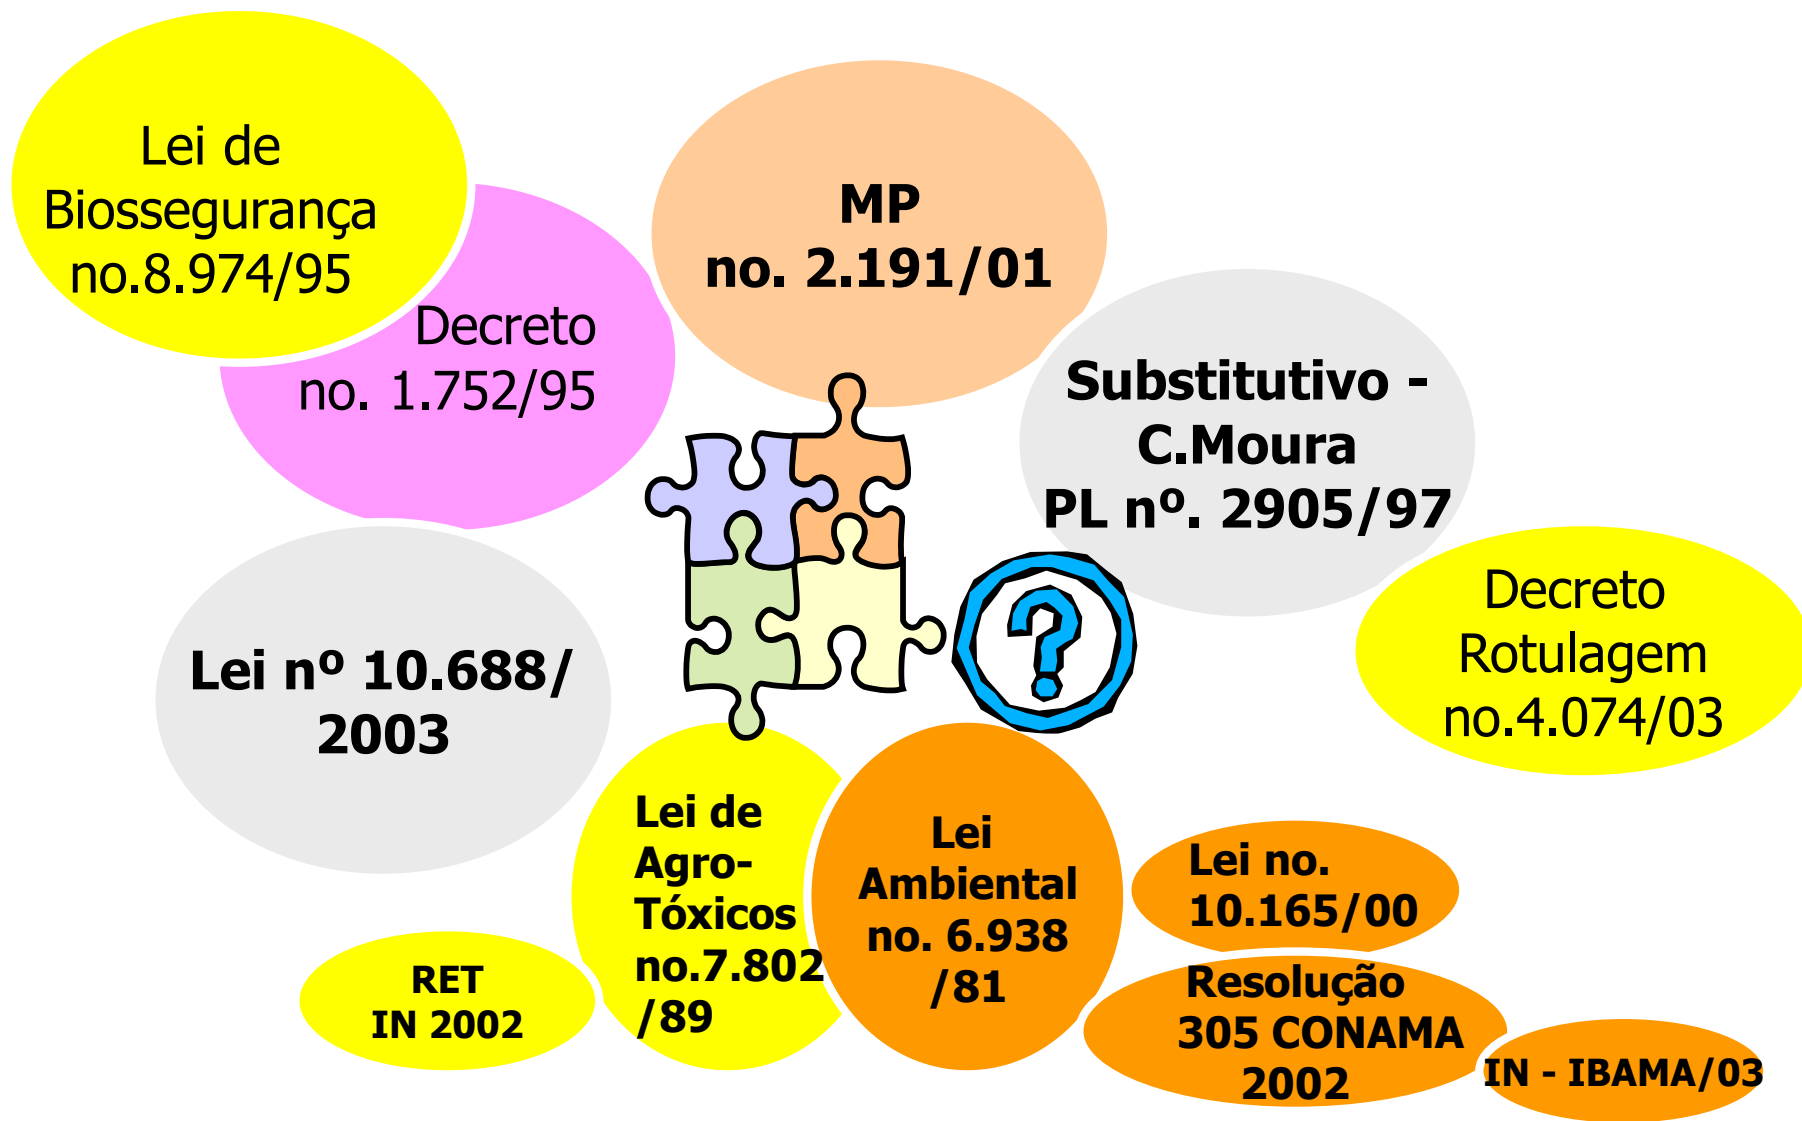 Lei de
Biossegurança
no.8.974/95
Decreto
no. 1.752/95
MP
no. 2.191/01
Substitutivo -
C.Moura
PL nº. 2905/97
Decreto
Rotulagem
no.4.074/03
Lei nº 10.688/
2003
Lei de
Agro-
Tóxicos
no.7.802
/89
Lei
Ambiental
no. 6.938
/81
Lei no.
10.165/00
RET
IN 2002
Resolução
305 CONAMA
2002
IN - IBAMA/03